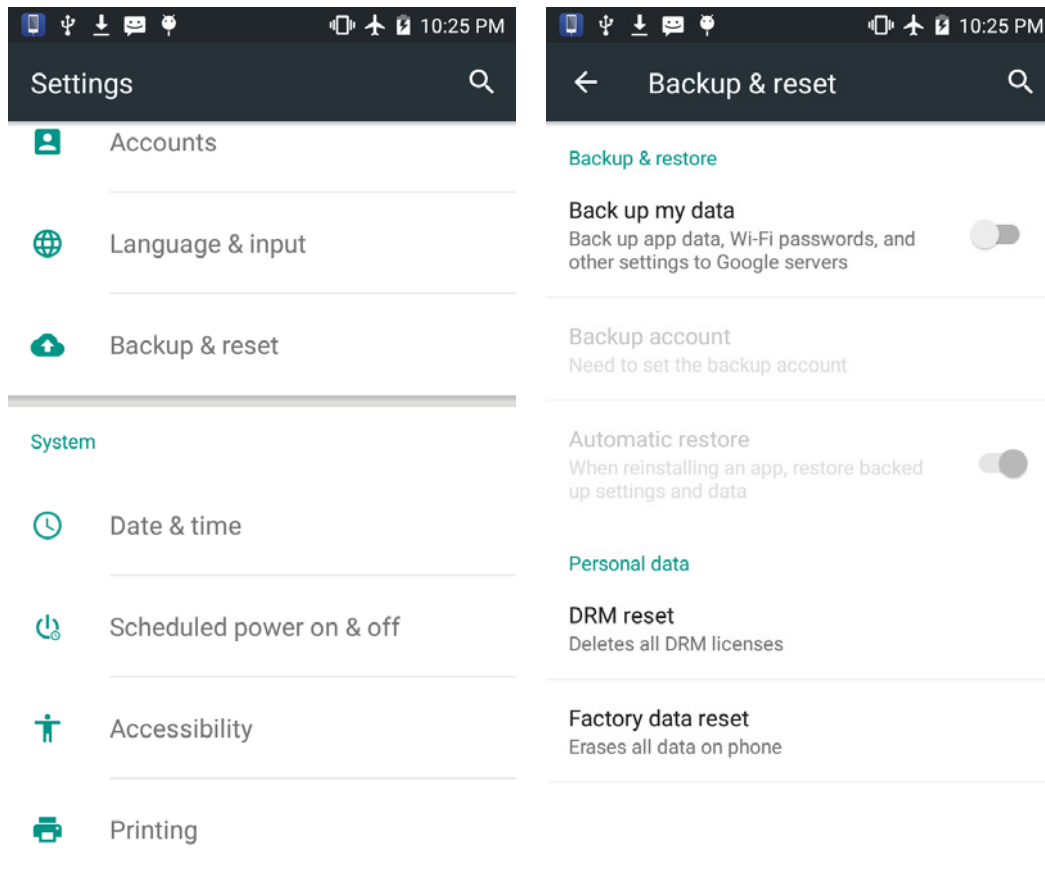 10:25 PM
Settings
Accounts
Language & input
Backup & reset
System
Date & time
Scheduled power on & off
Accessibility
Printing
10:25 PM
Backup & reset
Backup & restore
Back up my data
Back up app data, Wi-Fi passwords, and
other settings to Google servers
Backup account
Need to set the backup account
Automatic restore
When reinstalling an app, restore backed
up settings and data
Personal data
DRM reset
Deletes all DRM licenses
Factory data reset
Erases all data on phone